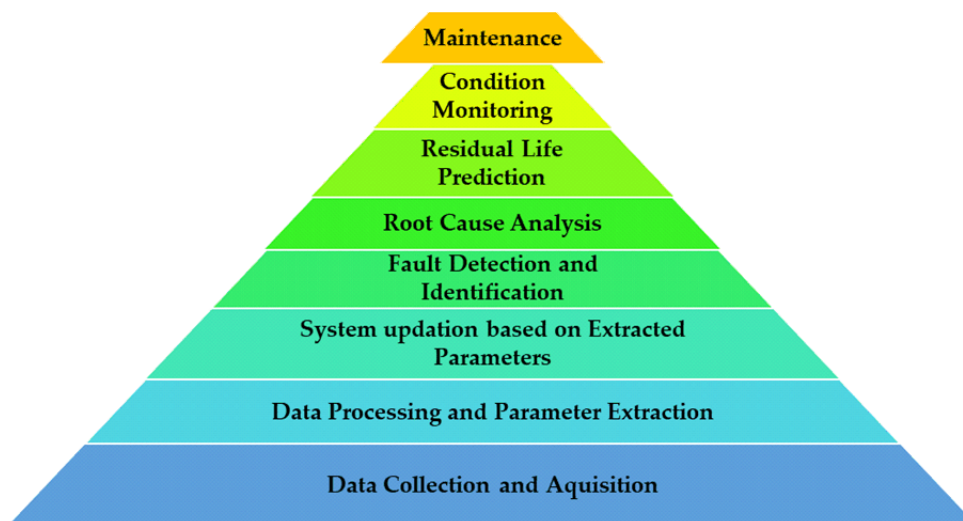 Maintenance
Condition
Monitoring
Residual Life
Prediction
Root Cause Analysis
Fault Detection and
Identification
System updation based on Extracted
Parameters
Data Processing and Parameter Extraction
Data Collection and Aquisition